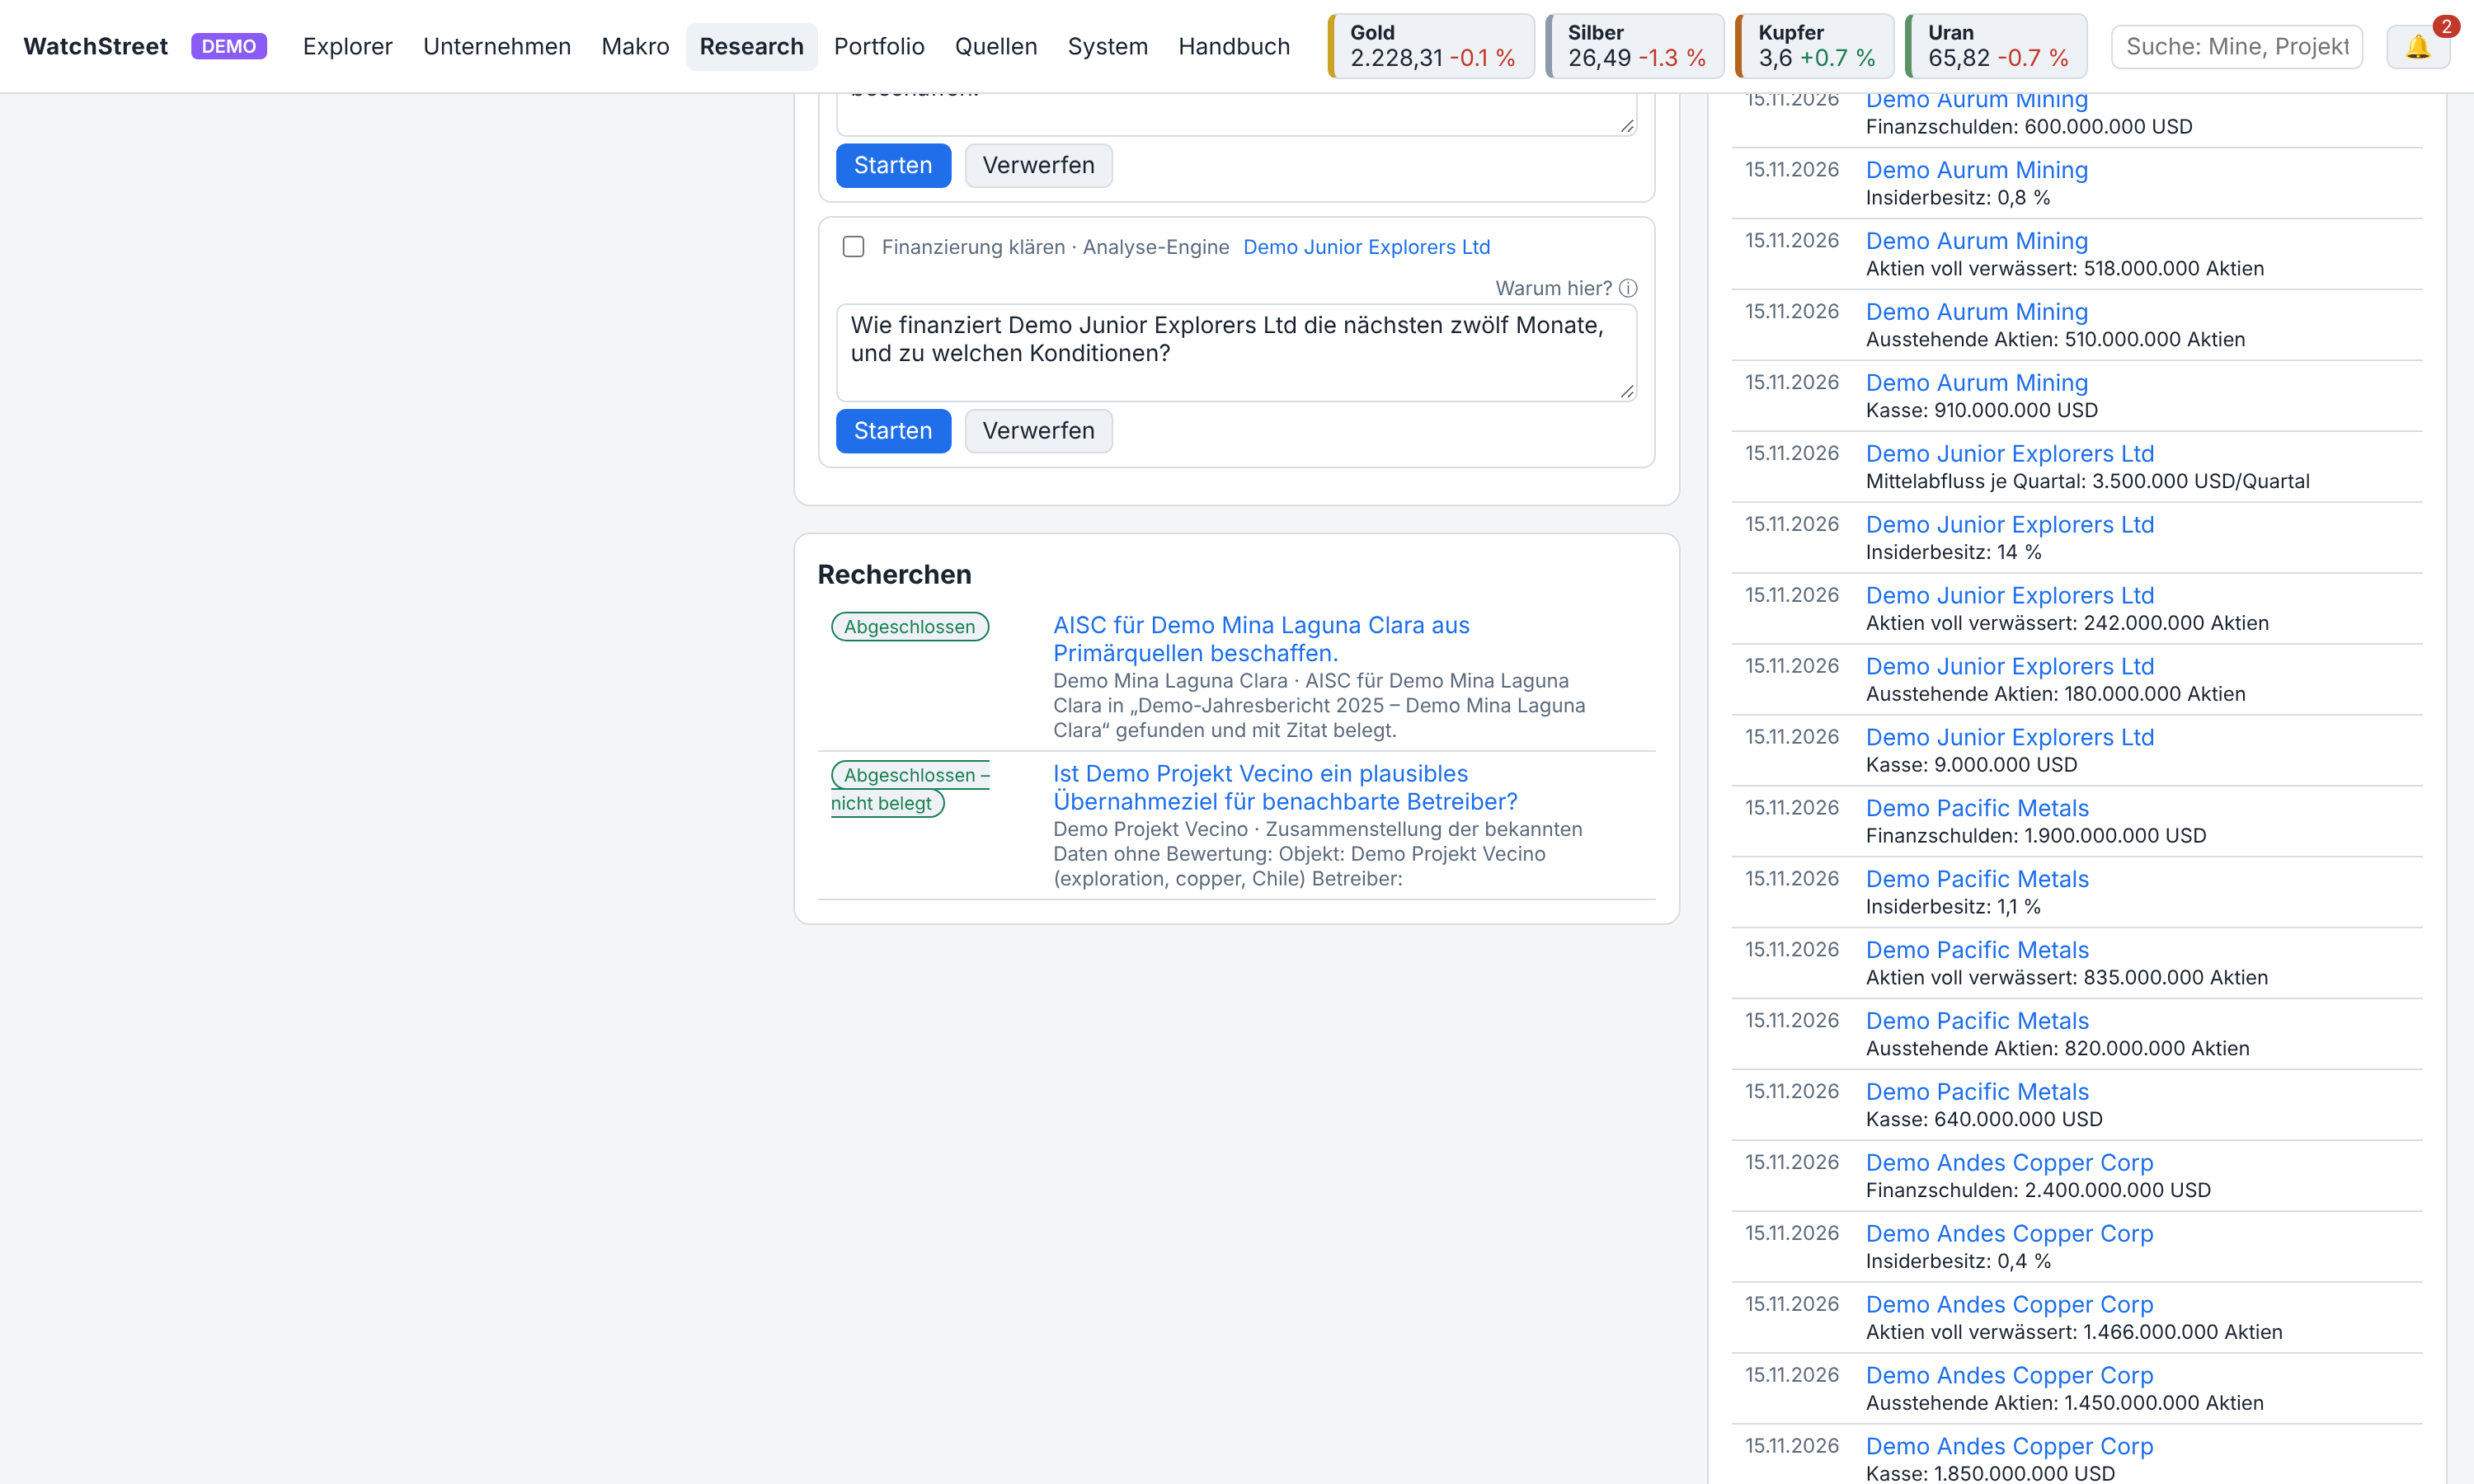 WatchStreet DEMO Explorer Unternehmen Makro Research Portfolio Quellen System Handbuch
Gold
2.228,31 -0.1 %
Silber
26,49 -1.3 %
Kupfer
3,6 +0.7 %
Uran
65,82 -0.7 %
Suche: Mine, Projekt
2
Starten Verwerfen
Finanzierung klären · Analyse-Engine Demo Junior Explorers Ltd
Warum hier? ⓘ
Wie finanziert Demo Junior Explorers Ltd die nächsten zwölf Monate,
und zu welchen Konditionen?
Starten Verwerfen
Recherchen
Abgeschlossen
AISC für Demo Mina Laguna Clara aus
Primärquellen beschaffen.
Demo Mina Laguna Clara · AISC für Demo Mina Laguna
Clara in „Demo-Jahresbericht 2025 – Demo Mina Laguna
Clara“ gefunden und mit Zitat belegt.
Abgeschlossen –
nicht belegt
Ist Demo Projekt Vecino ein plausibles
Übernahmeziel für benachbarte Betreiber?
Demo Projekt Vecino · Zusammenstellung der bekannten
Daten ohne Bewertung: Objekt: Demo Projekt Vecino
(exploration, copper, Chile) Betreiber:
15.11.2026 Demo Aurum Mining
Finanzschulden: 600.000.000 USD
15.11.2026 Demo Aurum Mining
Insiderbesitz: 0,8 %
15.11.2026 Demo Aurum Mining
Aktien voll verwässert: 518.000.000 Aktien
15.11.2026 Demo Aurum Mining
Ausstehende Aktien: 510.000.000 Aktien
15.11.2026 Demo Aurum Mining
Kasse: 910.000.000 USD
15.11.2026 Demo Junior Explorers Ltd
Mittelabfluss je Quartal: 3.500.000 USD/Quartal
15.11.2026 Demo Junior Explorers Ltd
Insiderbesitz: 14 %
15.11.2026 Demo Junior Explorers Ltd
Aktien voll verwässert: 242.000.000 Aktien
15.11.2026 Demo Junior Explorers Ltd
Ausstehende Aktien: 180.000.000 Aktien
15.11.2026 Demo Junior Explorers Ltd
Kasse: 9.000.000 USD
15.11.2026 Demo Pacific Metals
Finanzschulden: 1.900.000.000 USD
15.11.2026 Demo Pacific Metals
Insiderbesitz: 1,1 %
15.11.2026 Demo Pacific Metals
Aktien voll verwässert: 835.000.000 Aktien
15.11.2026 Demo Pacific Metals
Ausstehende Aktien: 820.000.000 Aktien
15.11.2026 Demo Pacific Metals
Kasse: 640.000.000 USD
15.11.2026 Demo Andes Copper Corp
Finanzschulden: 2.400.000.000 USD
15.11.2026 Demo Andes Copper Corp
Insiderbesitz: 0,4 %
15.11.2026 Demo Andes Copper Corp
Aktien voll verwässert: 1.466.000.000 Aktien
15.11.2026 Demo Andes Copper Corp
Ausstehende Aktien: 1.450.000.000 Aktien
15.11.2026 Demo Andes Copper Corp
Kasse: 1.850.000.000 USD